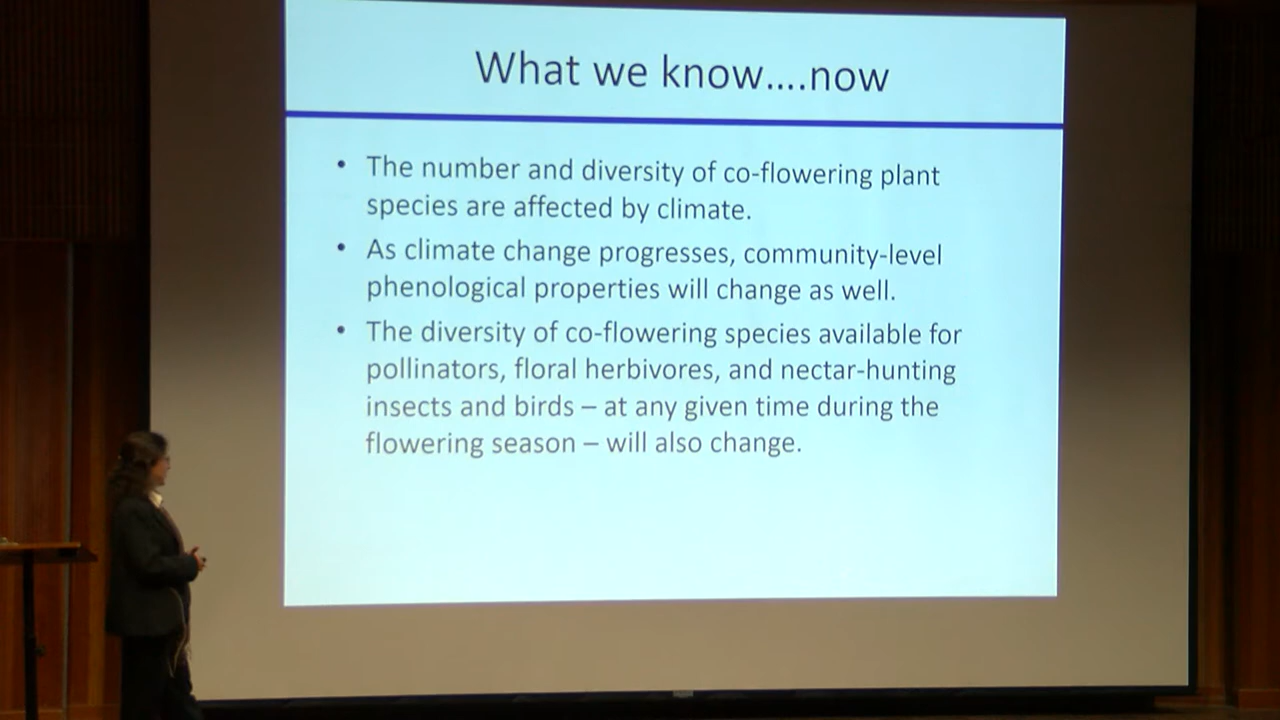 What we know....now
• The number and diversity of co-flowering plant
species are affected by climate.
• As climate change progresses, community-level
phenological properties will change as well.
• The diversity of co-flowering species available for
pollinators, floral herbivores, and nectar-hunting
insects and birds – at any given time during the
flowering season – will also change.